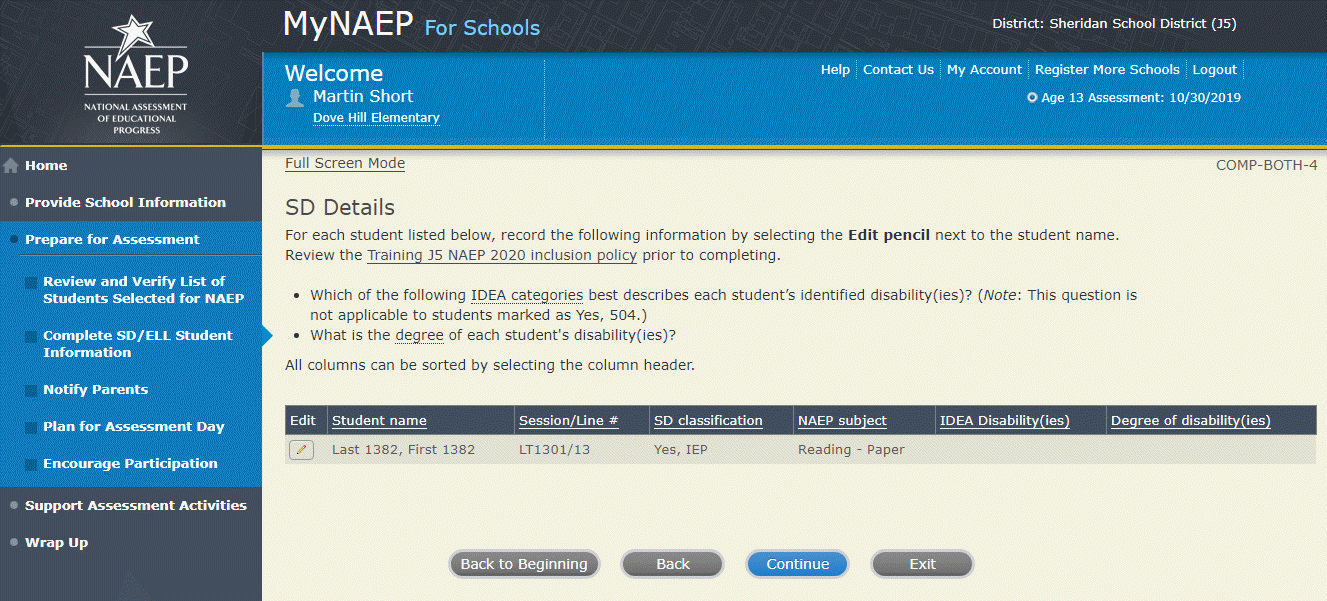 NAEP
NATIONAL ASSESSMENT
OF EDUCATIONAL
PROGRESS
MyNAEP For Schools
District: Sheridan School District (J5)
Welcome
Martin Short
Dove Hill Elementary
Help Contact Us My Account Register More Schools Logout
Age 13 Assessment: 10/30/2019
Home
Provide School Information
Prepare for Assessment
Review and Verify List of
Students Selected for NAEP
Complete SD/ELL Student
Information
Notify Parents
Plan for Assessment Day
Encourage Participation
Support Assessment Activities
Wrap Up
Full Screen Mode
COMP-BOTH-4
SD Details
For each student listed below, record the following information by selecting the Edit pencil next to the student name.
Review the Training J5 NAEP 2020 inclusion policy prior to completing.
• Which of the following IDEA categories best describes each student’s identified disability(ies)? (Note: This question is
not applicable to students marked as Yes, 504.)
• What is the degree of each student's disability(ies)?
All columns can be sorted by selecting the column header.
Edit Student name Session/Line # SD classification NAEP subject IDEA Disability(ies) Degree of disability(ies)
Last 1382, First 1382 LT1301/13 Yes, IEP Reading - Paper
Back to Beginning Back Continue Exit